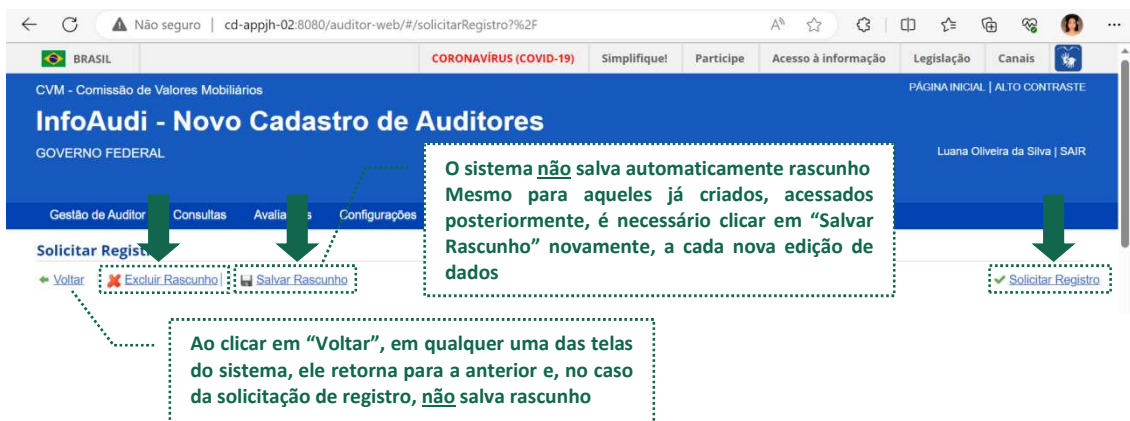 Não seguro | cd-appjh-02:8080/auditor-web/#/solicitarRegistro?%2F
BRASIL CORONAVÍRUS (COVID-19) Simplifique! Participe Acesso à informação Legislação Canais
CVM - Comissão de Valores Mobiliários PÁGINA INICIAL | ALTO CONTRASTE
InfoAudi - Novo Cadastro de Auditores
GOVERNO FEDERAL Luana Oliveira da Silva | SAIR
O sistema não salva automaticamente rascunho
Mesmo para aqueles já criados, acessados
posteriormente, é necessário clicar em “Salvar
Rascunho” novamente, a cada nova edição de
dados
Gestão de Auditor Consultas Configurações
Solicitar
Voltar Excluir Rascunho Salvar Rascunho Solicitar Registro
Ao clicar em “Voltar”, em qualquer uma das telas
do sistema, ele retorna para a anterior e, no caso
da solicitação de registro, não salva rascunho